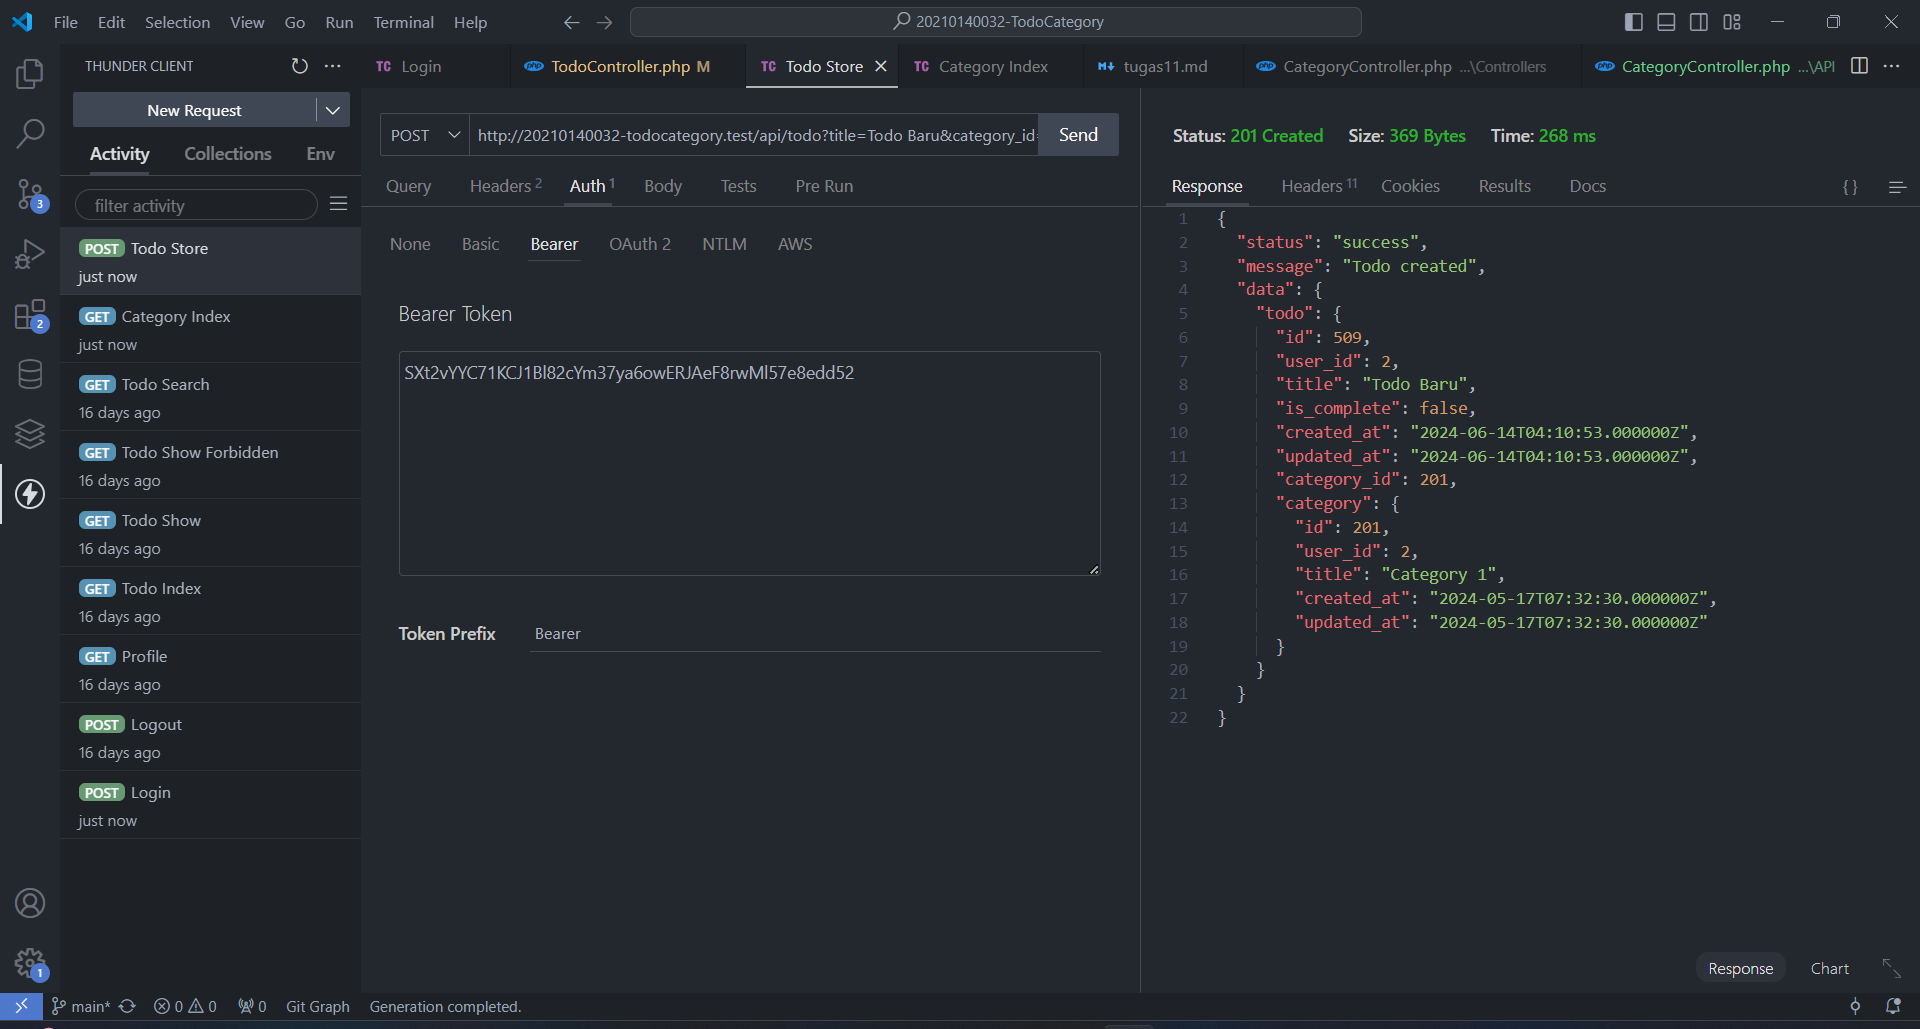 File Edit Selection View Go Run Terminal Help
20210140032-TodoCategory
THUNDER CLIENT
New Request
Activity Collections Env
filter activity
POST Todo Store
just now
GET Category Index
just now
GET Todo Search
16 days ago
GET Todo Show Forbidden
16 days ago
GET Todo Show
16 days ago
GET Todo Index
16 days ago
GET Profile
16 days ago
POST Logout
16 days ago
POST Login
just now
3
2
1
TC Login
php TodoController.php M
TC Todo Store
TC Category Index
M tugas11.md
php CategoryController.php ...\Controllers
php CategoryController.php ...\API
POST http://20210140032-todocategory.test/api/todo?title=Todo Baru&category_id= Send
Query Headers 2 Auth 1 Body Tests Pre Run
None Basic Bearer OAuth 2 NTLM AWS
Bearer Token
SXt2vYYC71KCJ1Bl82cYm37ya6owERJAeF8rwMl57e8edd52
Token Prefix Bearer
Status: 201 Created Size: 369 Bytes Time: 268 ms
Response Headers 11 Cookies Results Docs { }
1 {
2 "status": "success",
3 "message": "Todo created",
4 "data": {
5 "todo": {
6 "id": 509,
7 "user_id": 2,
8 "title": "Todo Baru",
9 "is_complete": false,
10 "created_at": "2024-06-14T04:10:53.000000Z",
11 "updated_at": "2024-06-14T04:10:53.000000Z",
12 "category_id": 201,
13 "category": {
14 "id": 201,
15 "user_id": 2,
16 "title": "Category 1",
17 "created_at": "2024-05-17T07:32:30.000000Z",
18 "updated_at": "2024-05-17T07:32:30.000000Z"
19 }
20 }
21 }
22 }
Response Chart
main* 0 0 0 Git Graph Generation completed.